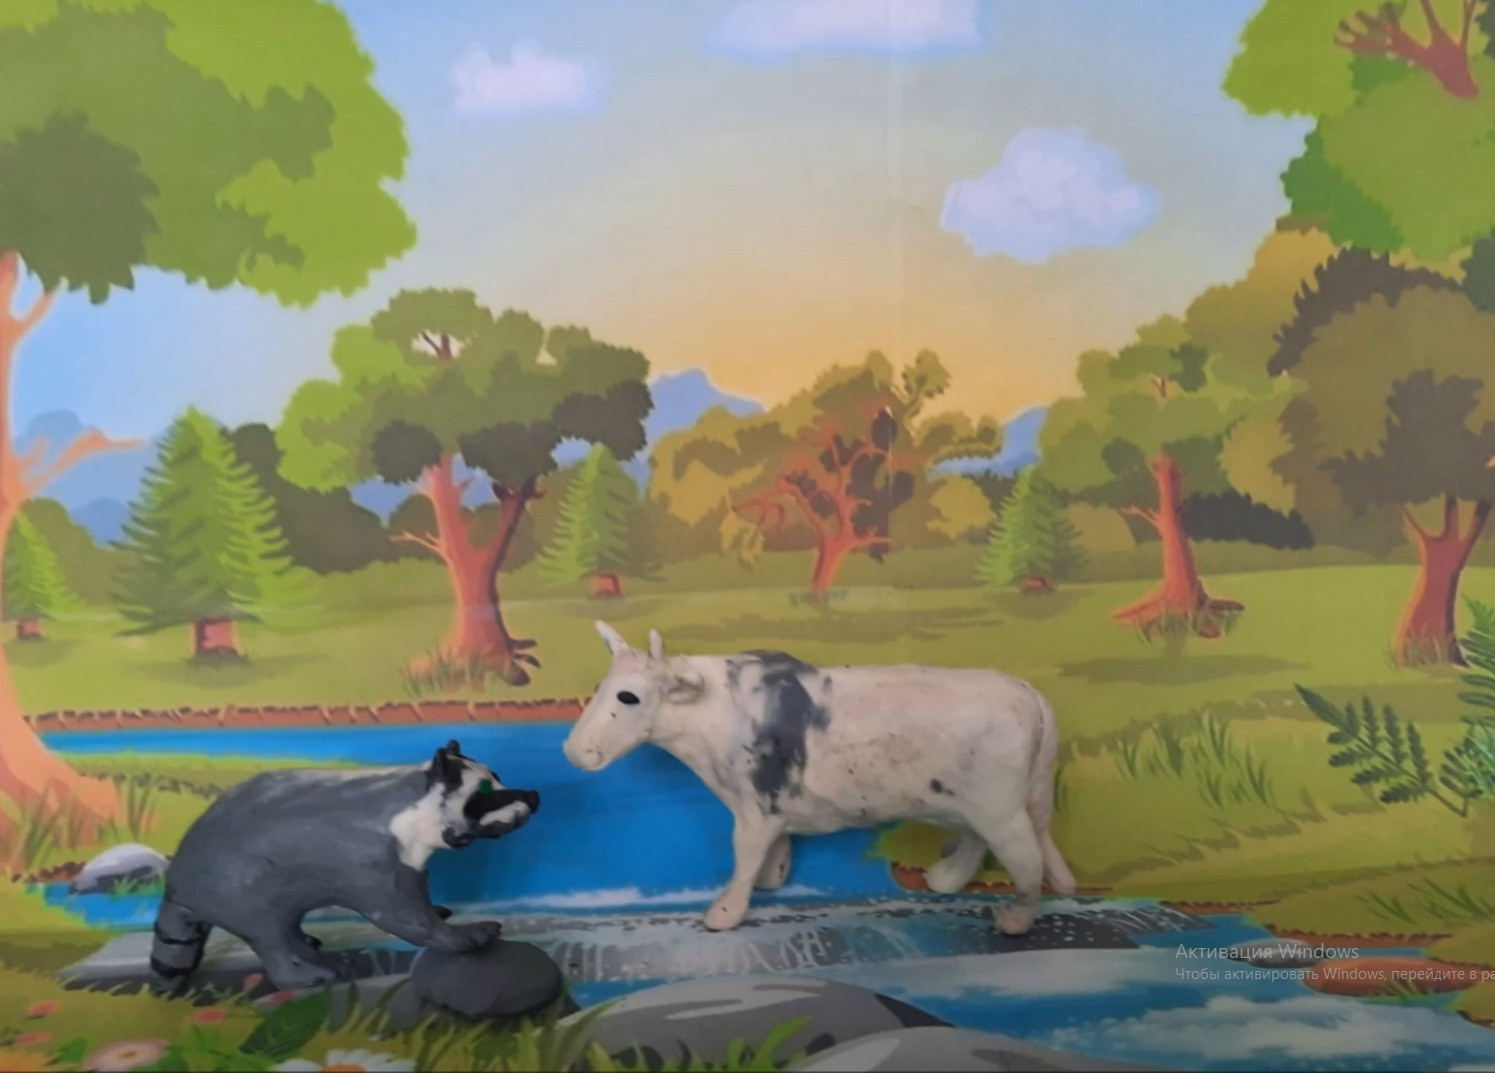 Активация Windows
Чтобы активировать Windows, перейдите в